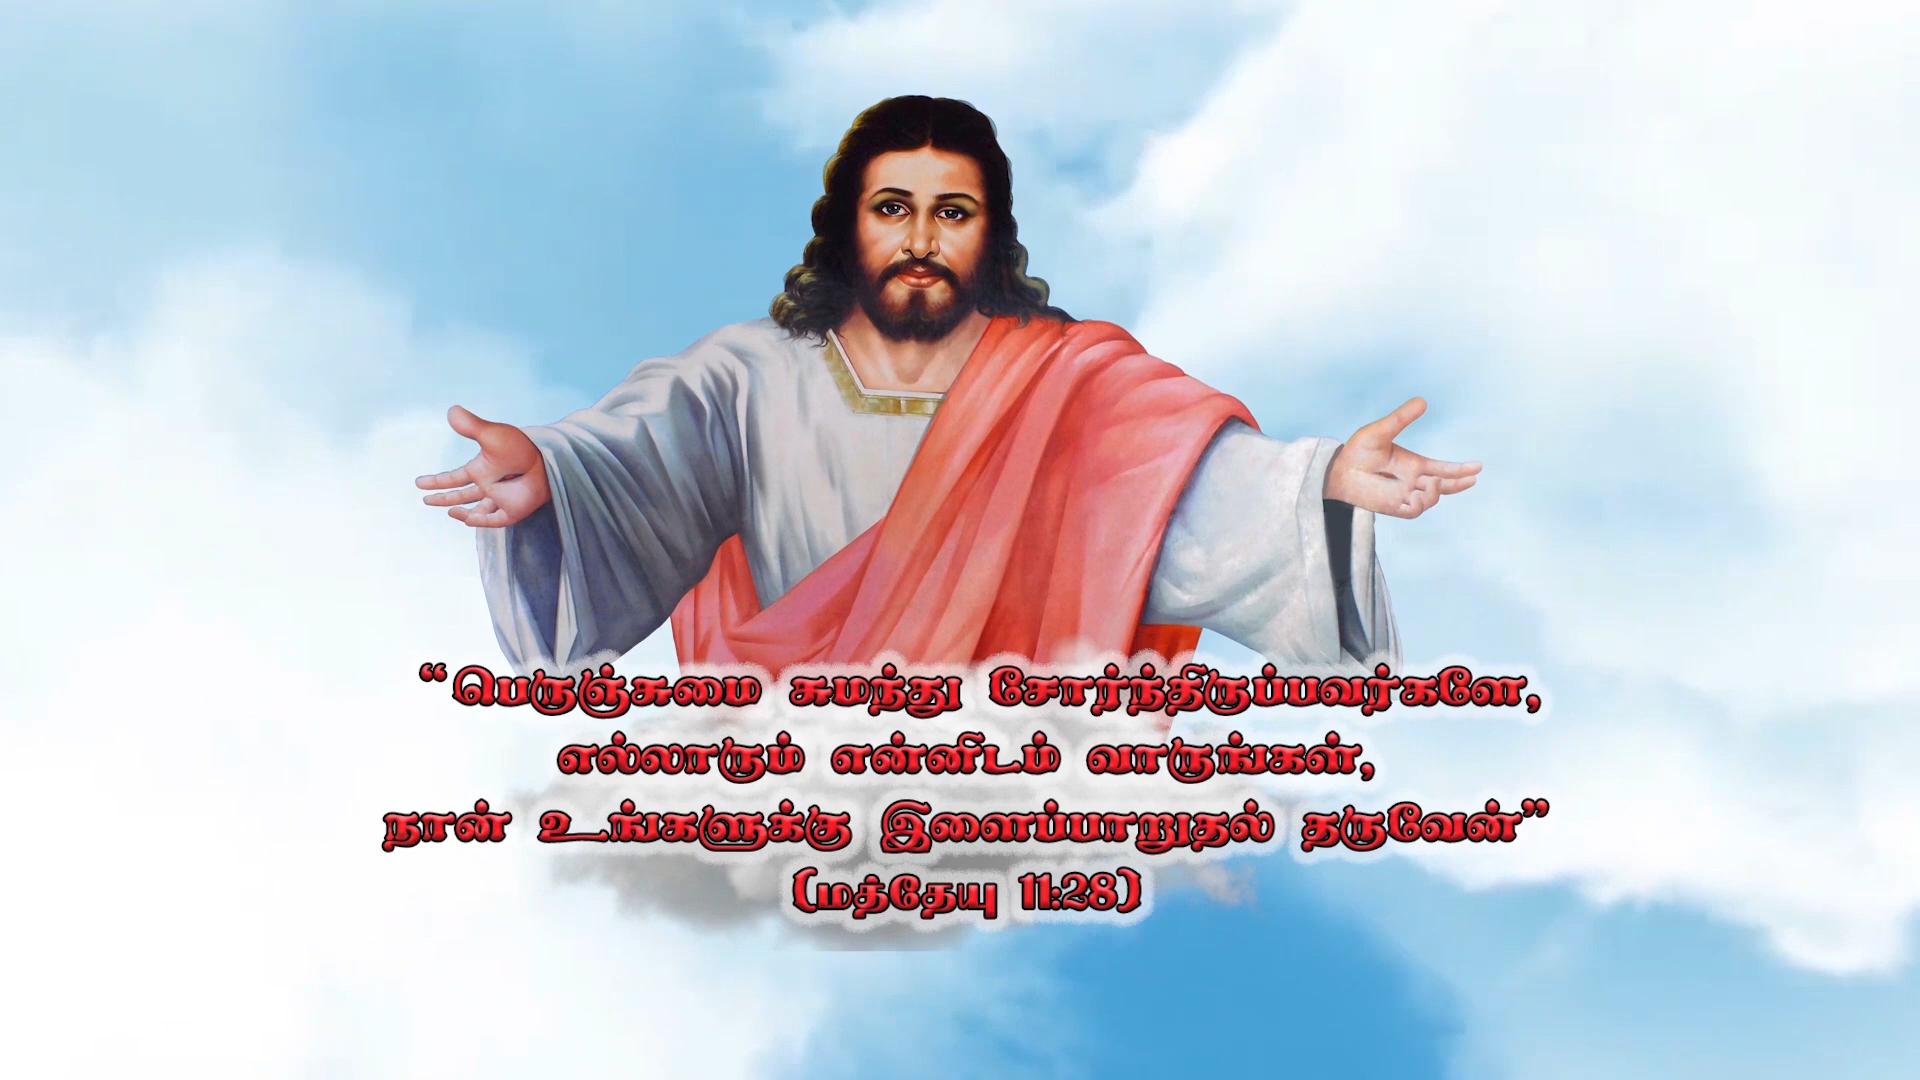 “பெருஞ்சுமை சுமந்து சோர்ந்திருப்பவர்களே,
எல்லாரும் என்னிடம் வாருங்கள்,
நான் உங்களுக்கு இளைப்பாறுதல் தருவேன்”
(மத்தேயு 11:28)